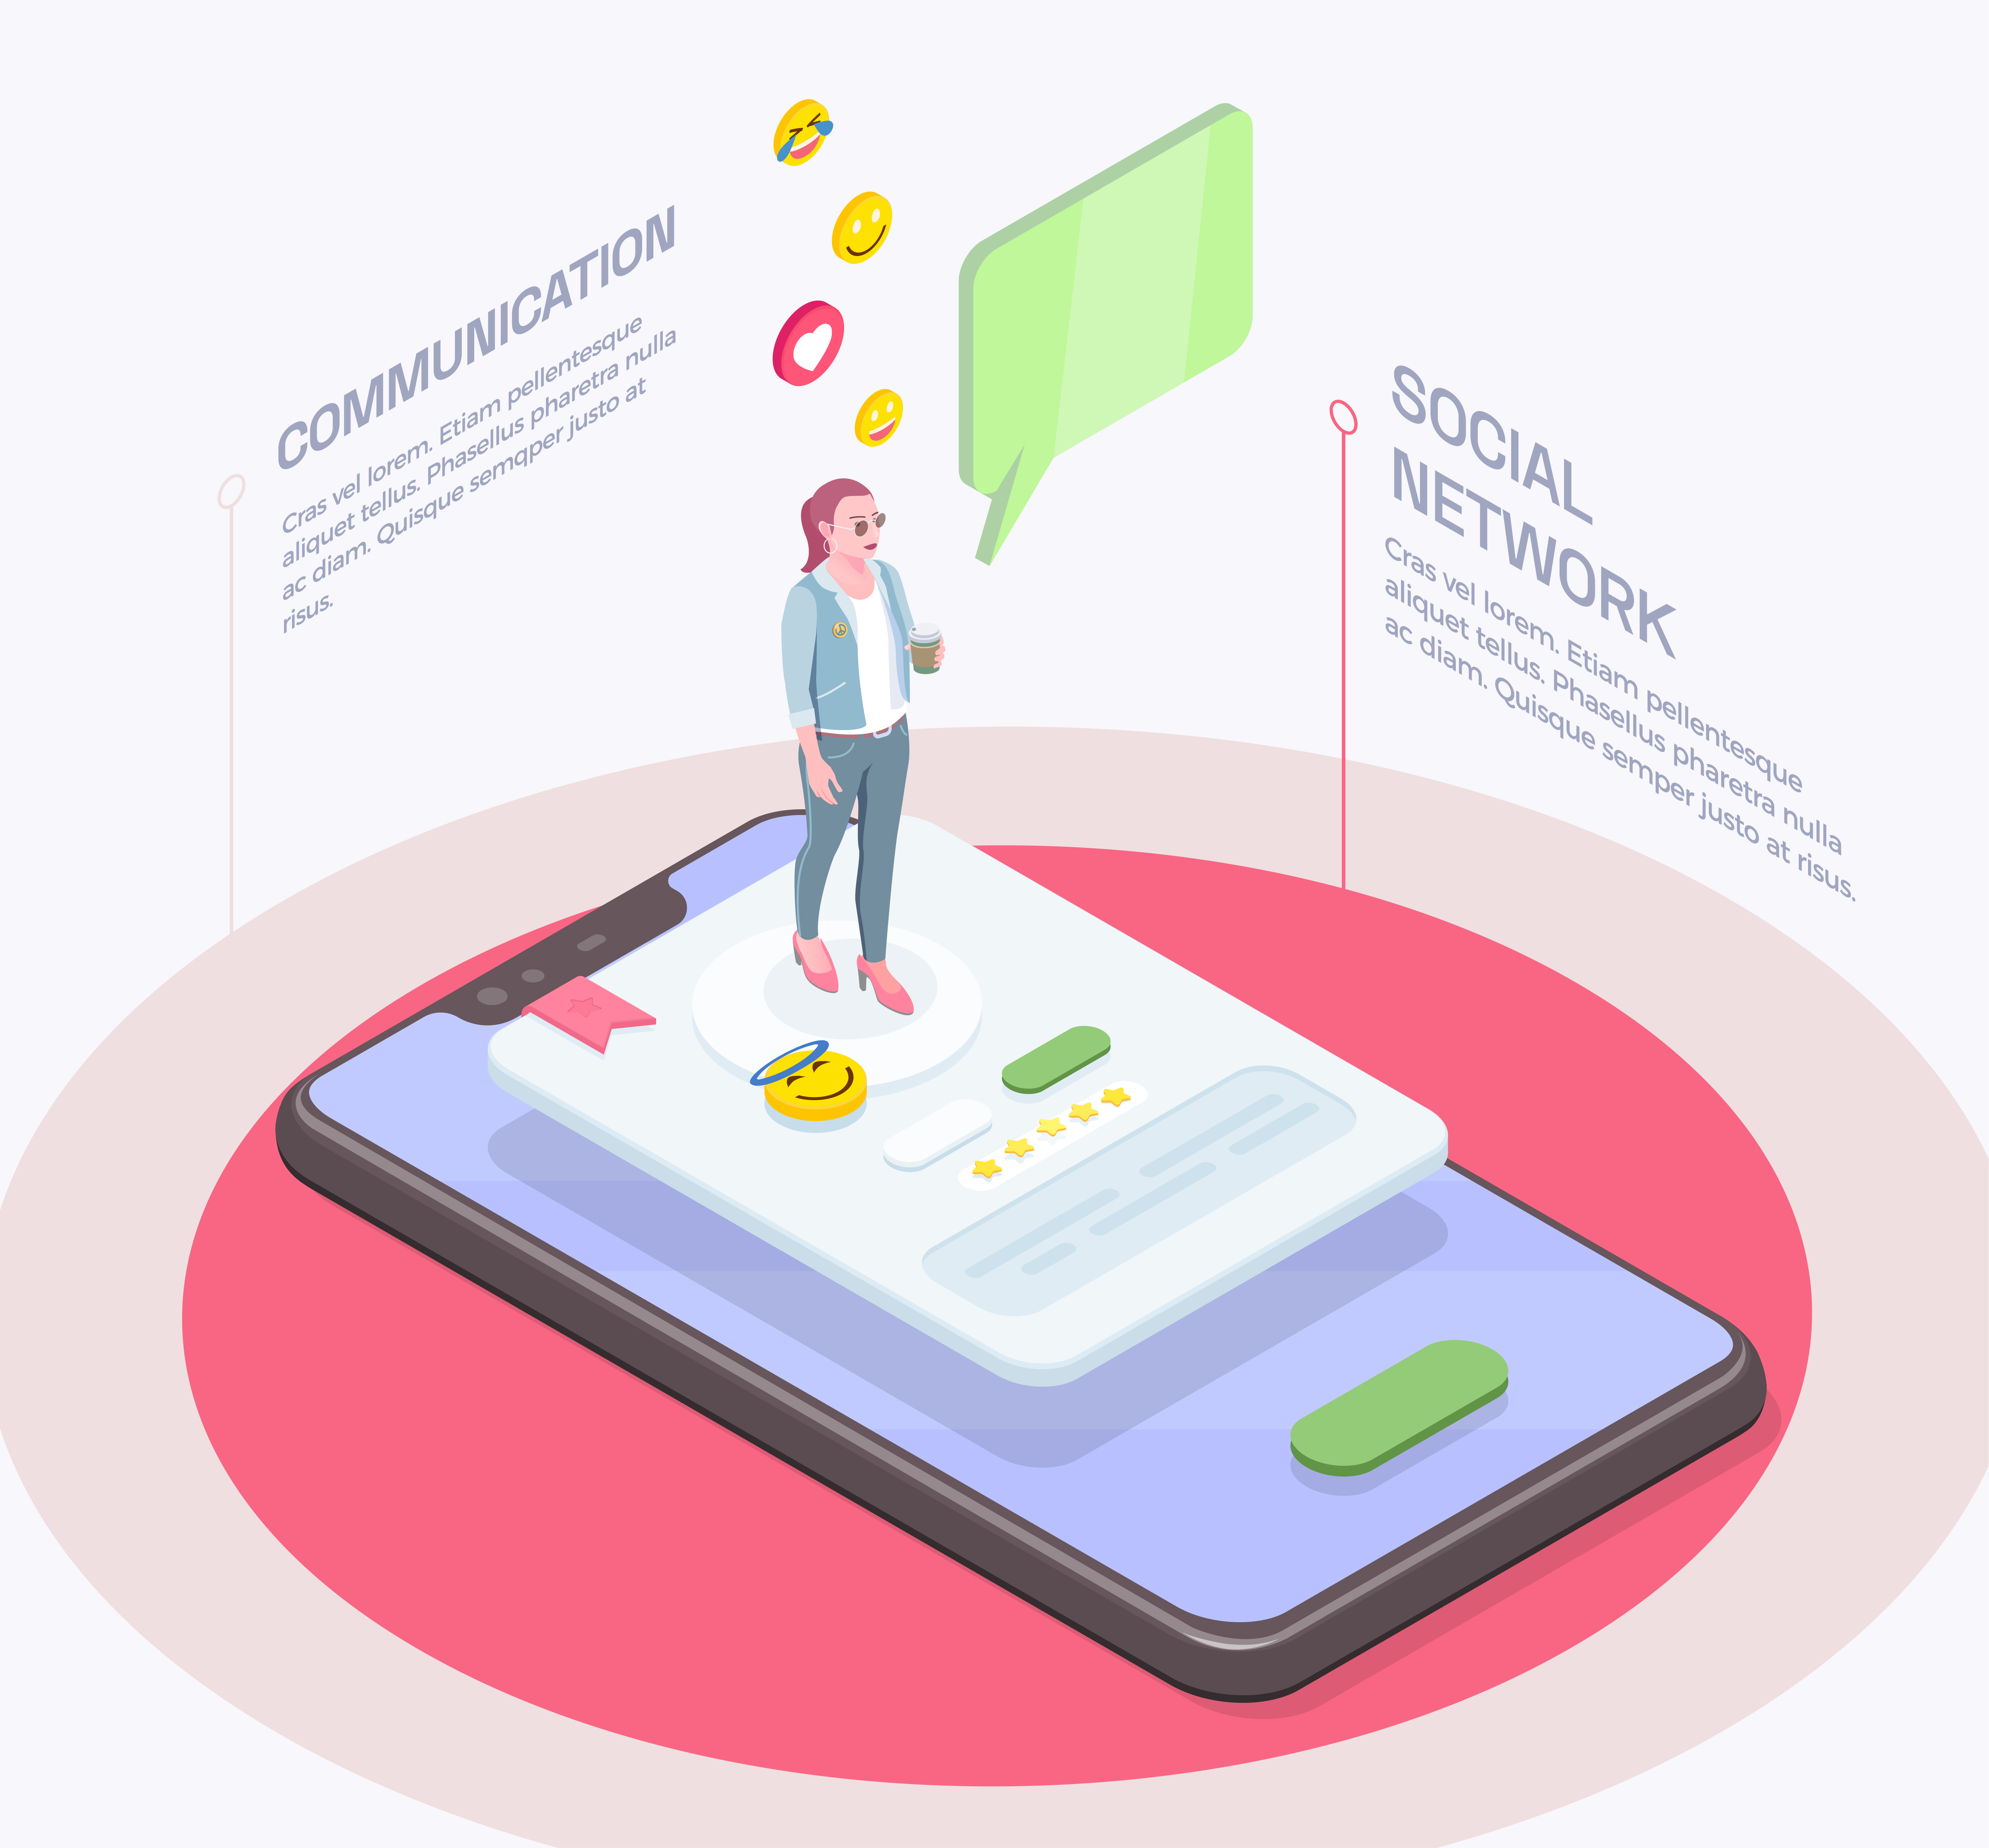 COMMUNICATION
Cras vel lorem. Etiam pellentesque
aliquet tellus. Phasellus pharetra nulla
ac diam. Quisque semqper justo at
risus.
SOCIAL
NETWORK
Cras vel lorem. Etiam pellentesque
aliquet tellus. Phasellus pharetra nulla
ac diam. Quisque semper justo at risus.